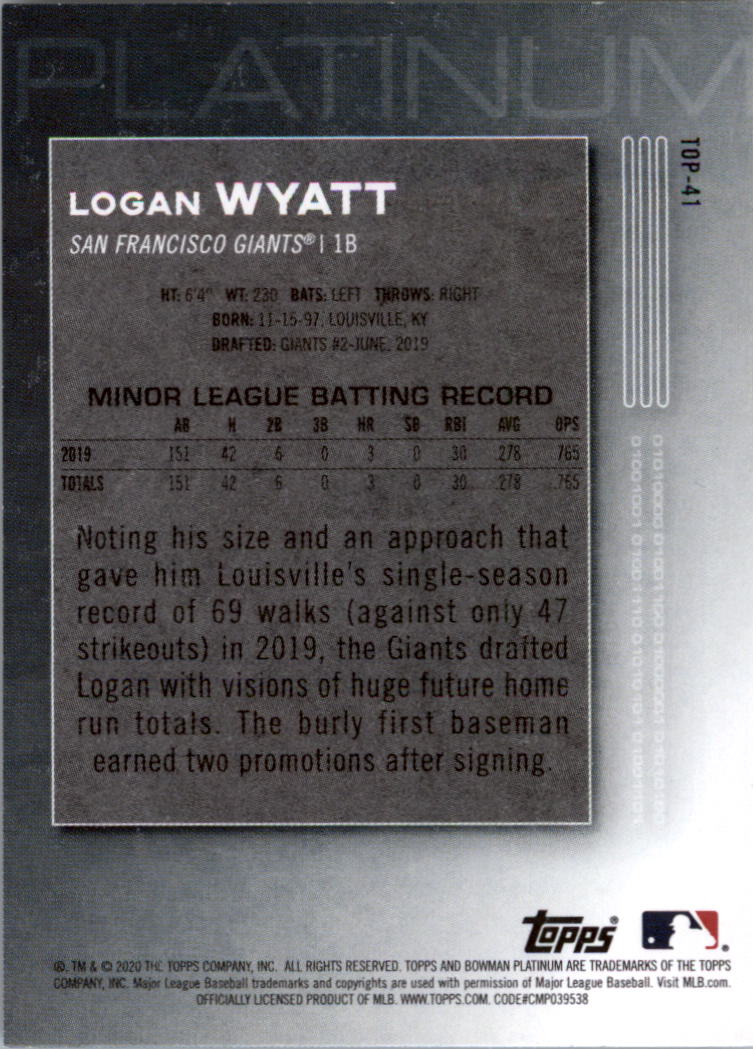 PLATINUM
TOP-41
LOGAN WYATT
SAN FRANCISCO GIANTS® | 1B
HT: 6'4" WT: 230 BATS: LEFT THROWS: RIGHT
BORN: 11-15-97, LOUISVILLE, KY
DRAFTED: GIANTS #2-JUNE, 2019
MINOR LEAGUE BATTING RECORD
AB H 2B 3B HR SB RBI AVG OPS
2019 151 42 6 0 3 0 30 .278 .765
TOTALS 151 42 6 0 3 0 30 .278 .765
Noting his size and an approach that
gave him Louisville's single-season
record of 69 walks (against only 47
strikeouts) in 2019, the Giants drafted
Logan with visions of huge future home
run totals. The burly first baseman
earned two promotions after signing.
Topps®
®, TM & © 2020 THE TOPPS COMPANY, INC. ALL RIGHTS RESERVED. TOPPS AND BOWMAN PLATINUM ARE TRADEMARKS OF THE TOPPS
COMPANY, INC. Major League Baseball trademarks and copyrights are used with permission of Major League Baseball. Visit MLB.com.
OFFICIALLY LICENSED PRODUCT OF MLB. WWW.TOPPS.COM. CODE#CMP039538